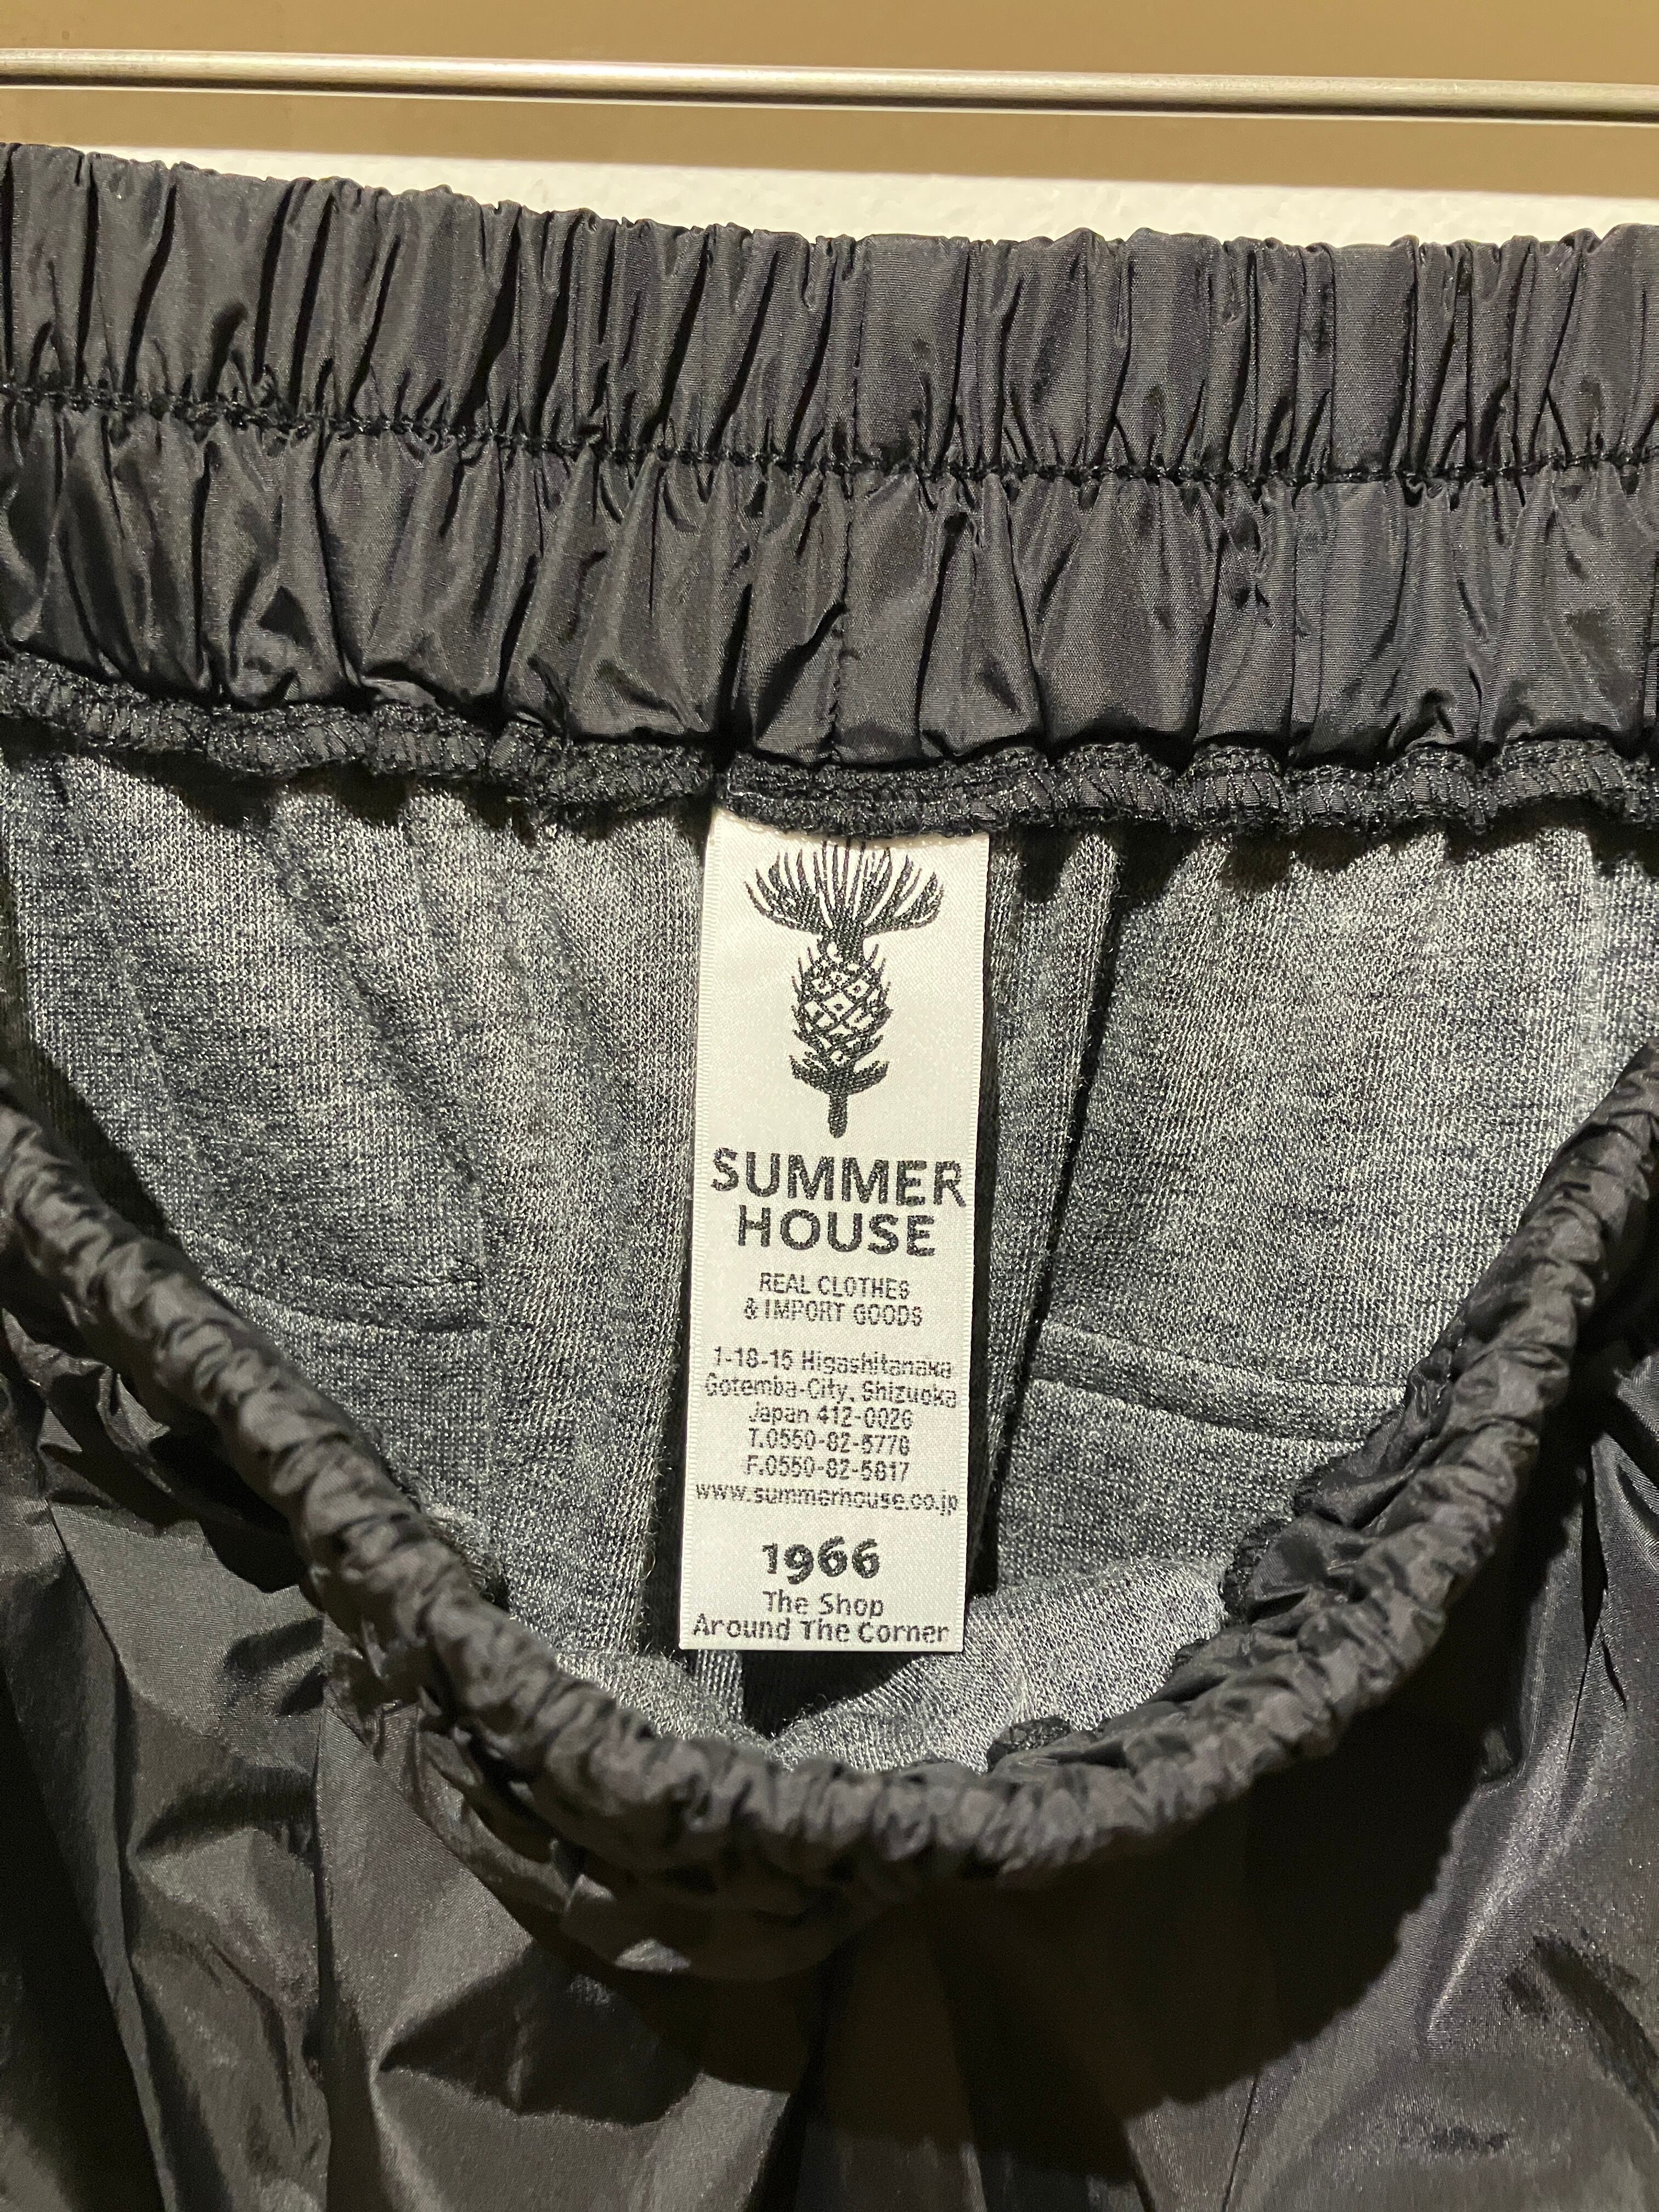 SUMMER
HOUSE
REAL CLOTHES
& IMPORT GOODS
1-18-15 Higashitanaka
Gotemba-City, Shizuoka
Japan 412-0026
T.0550-82-5778
F.0550-82-5817
www.summerhouse.co.jp
1966
The Shop
Around The Corner